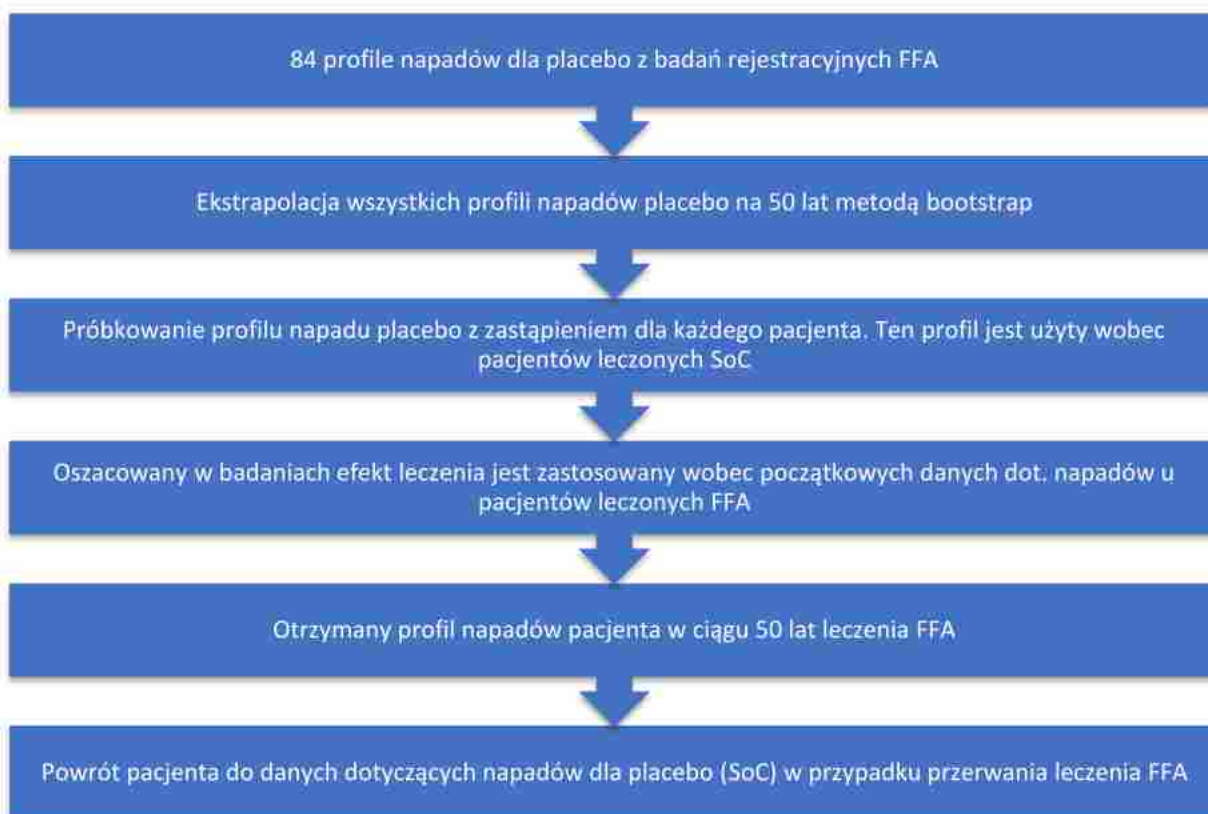 84 profile napadów dla placebo z badań rejestracyjnych FFA
Ekstrapolacja wszystkich profili napadów placebo na 50 lat metodą bootstrap
Próbkowanie profilu napadu placebo z zastąpieniem dla każdego pacjenta. Ten profil jest użyty wobec
pacjentów leczonych SoC
Oszacowany w badaniach efekt leczenia jest zastosowany wobec początkowych danych dot. napadów u
pacjentów leczonych FFA
Otrzymany profil napadów pacjenta w ciągu 50 lat leczenia FFA
Powrót pacjenta do danych dotyczących napadów dla placebo (SoC) w przypadku przerwania leczenia FFA